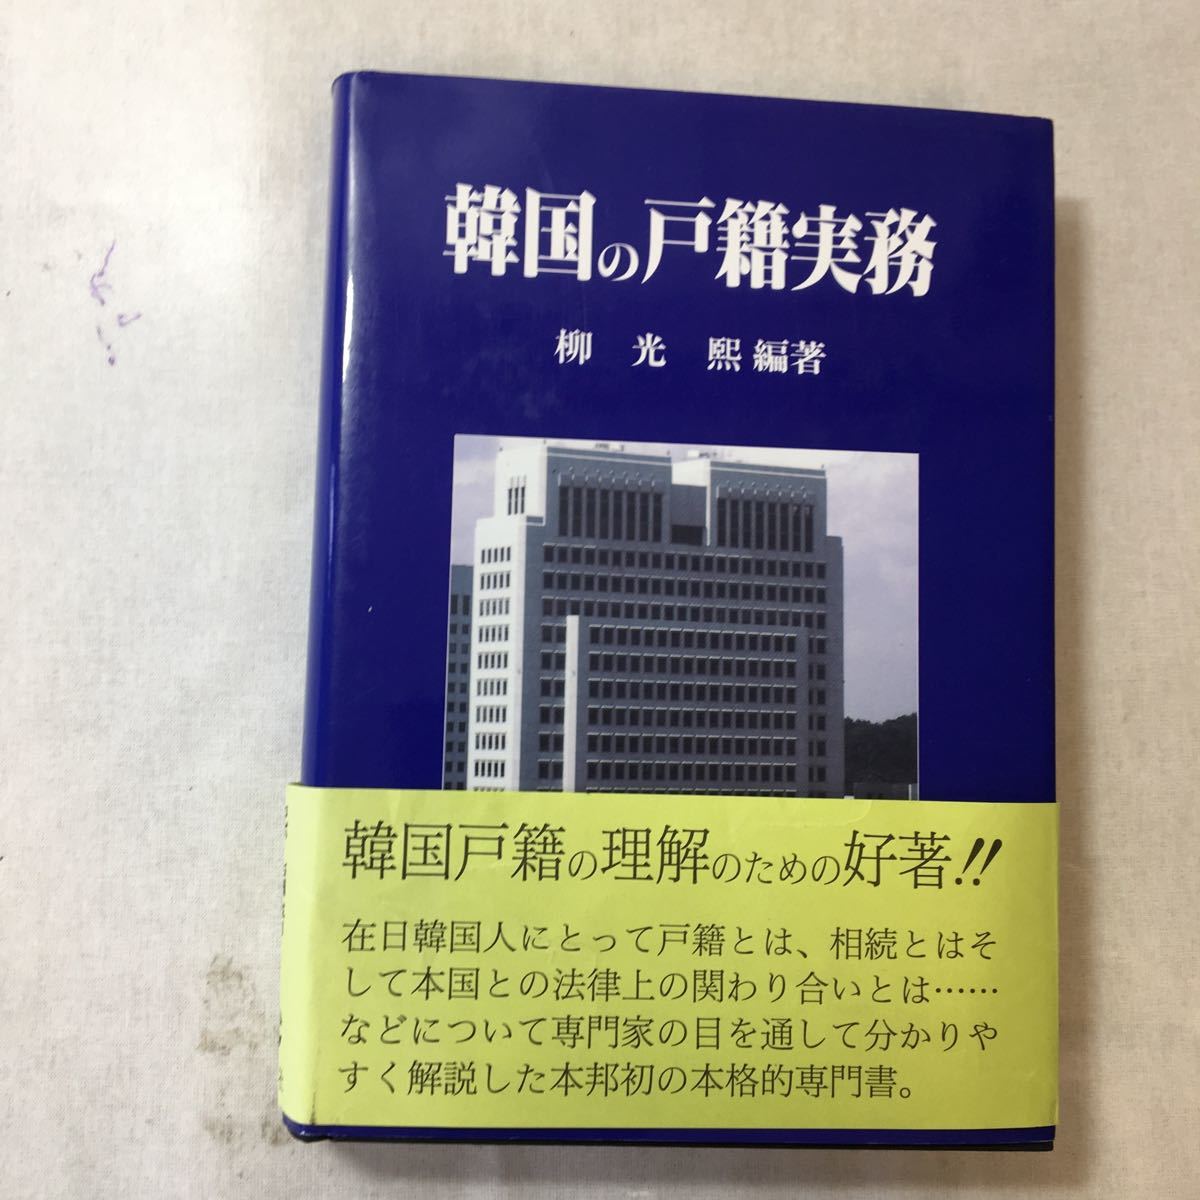 韓国の戸籍実務
柳 光 熙 編著
韓国戸籍の理解のための好著!!
在日韓国人にとって戸籍とは、相続とはそ
して本国との法律上の関わり合いとは……
などについて専門家の目を通して分かりや
すく解説した本邦初の本格的専門書。